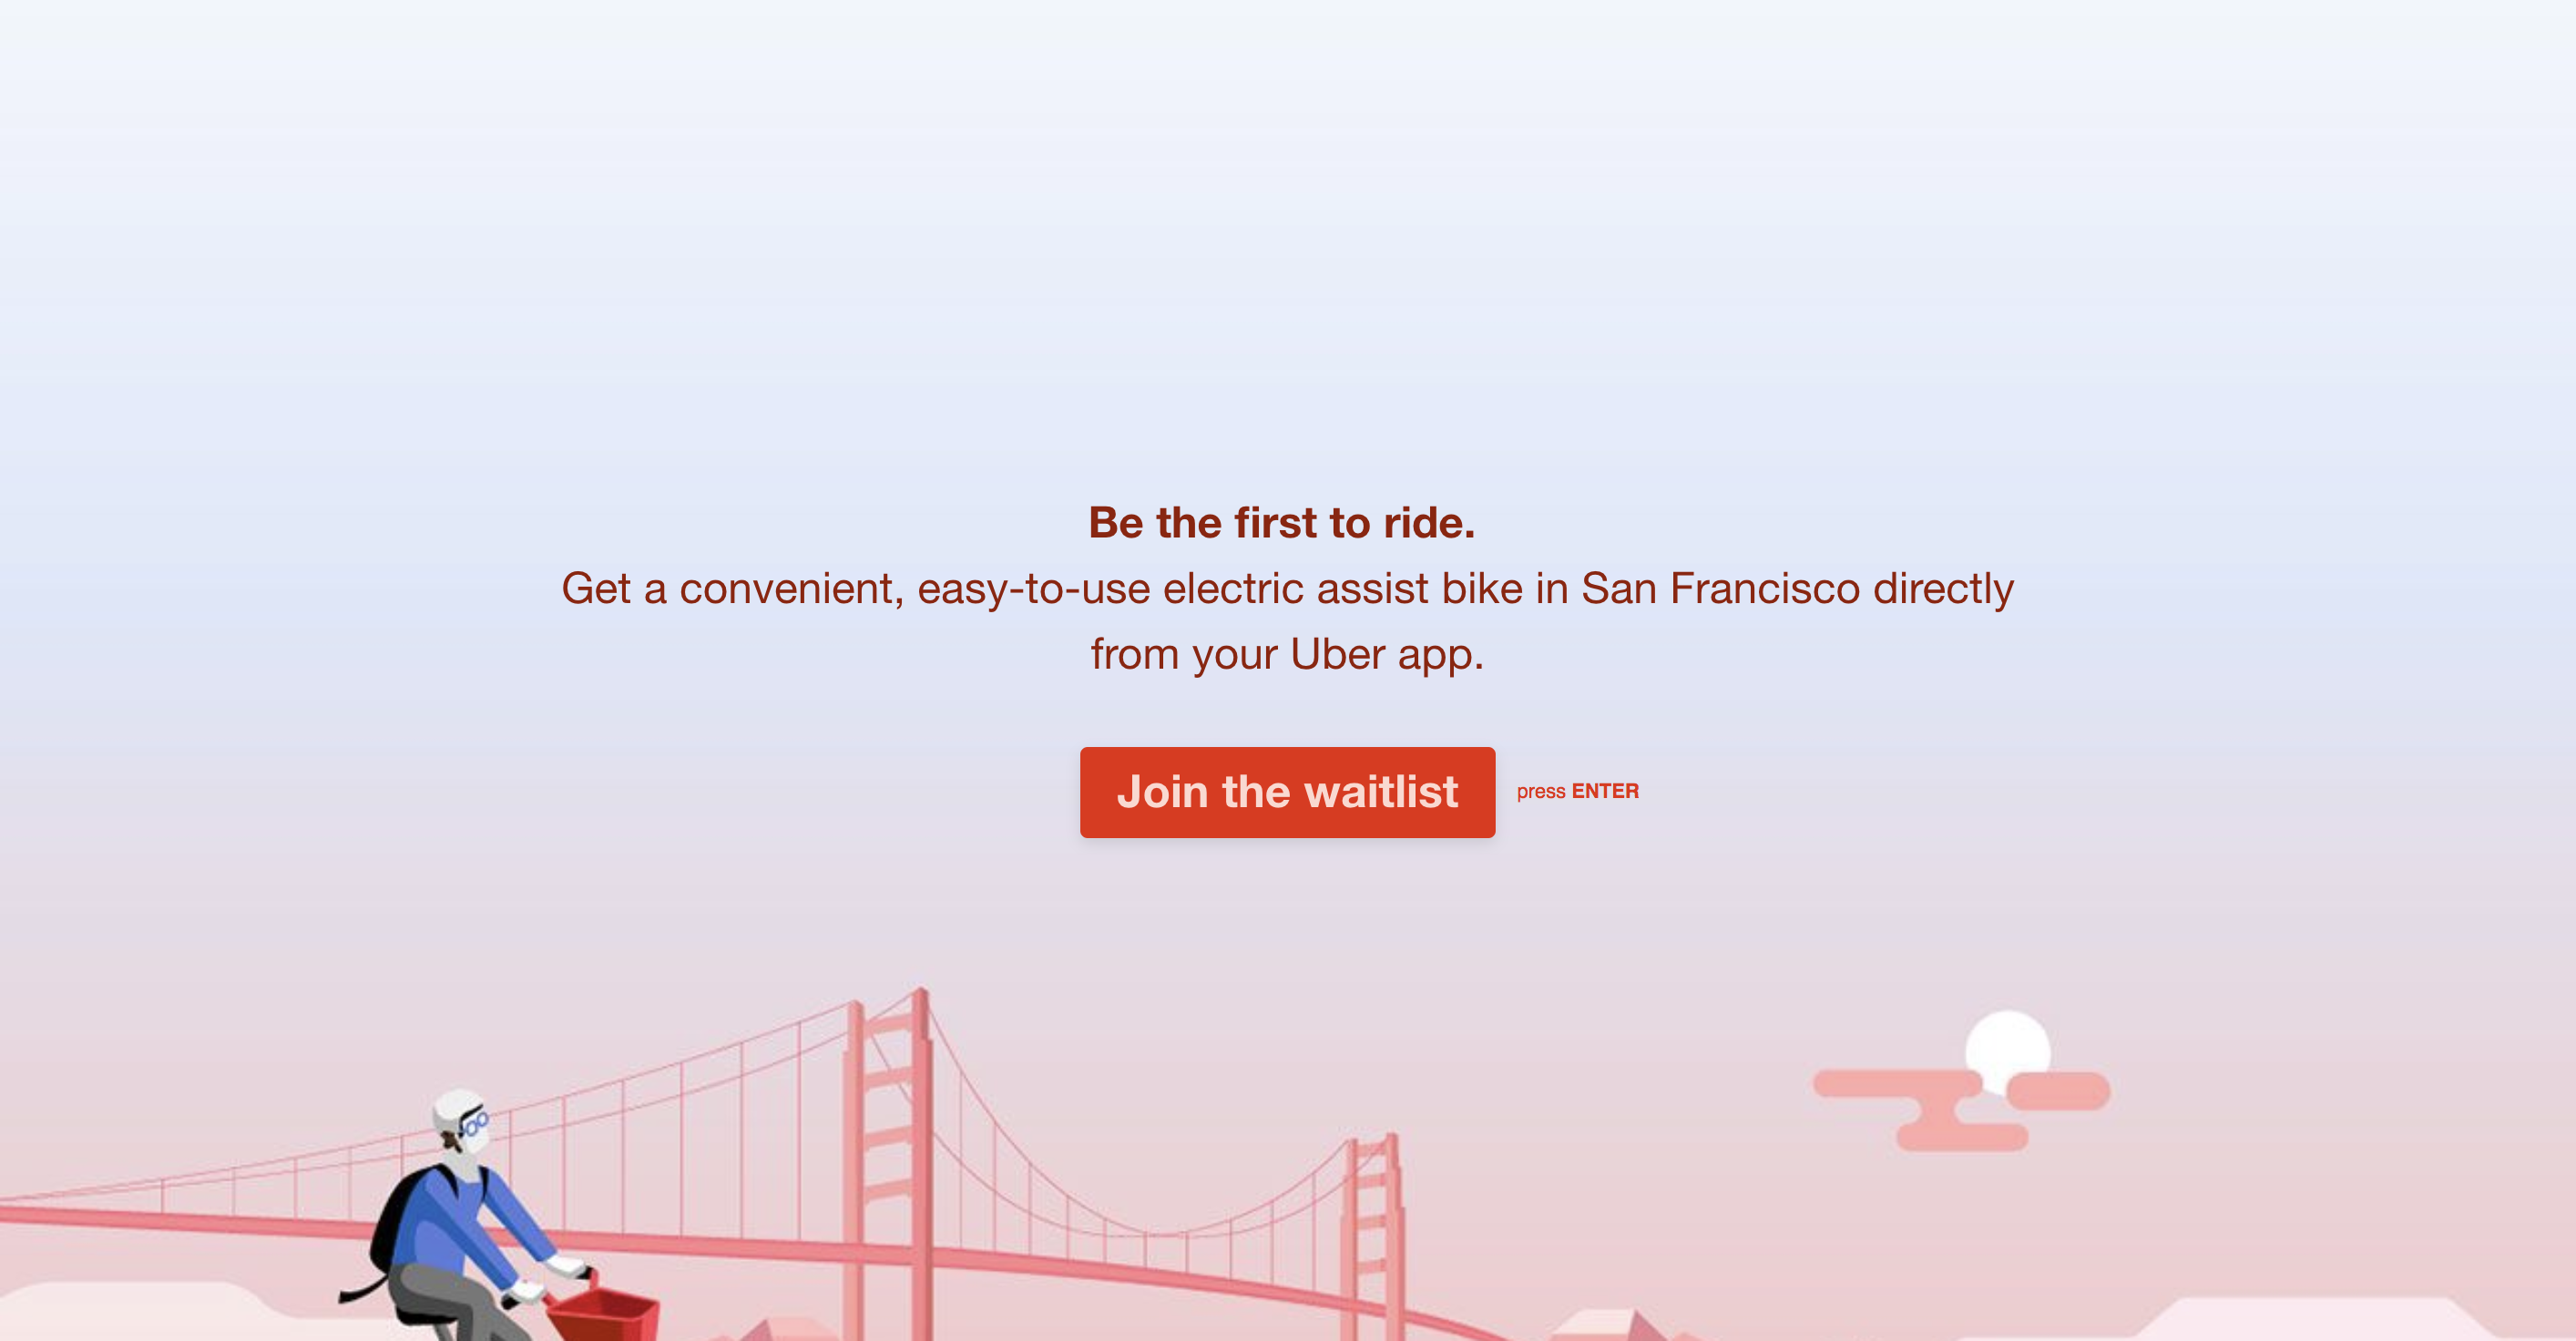 Be the first to ride.
Get a convenient, easy-to-use electric assist bike in San Francisco directly
from your Uber app.
Join the waitlist
press ENTER